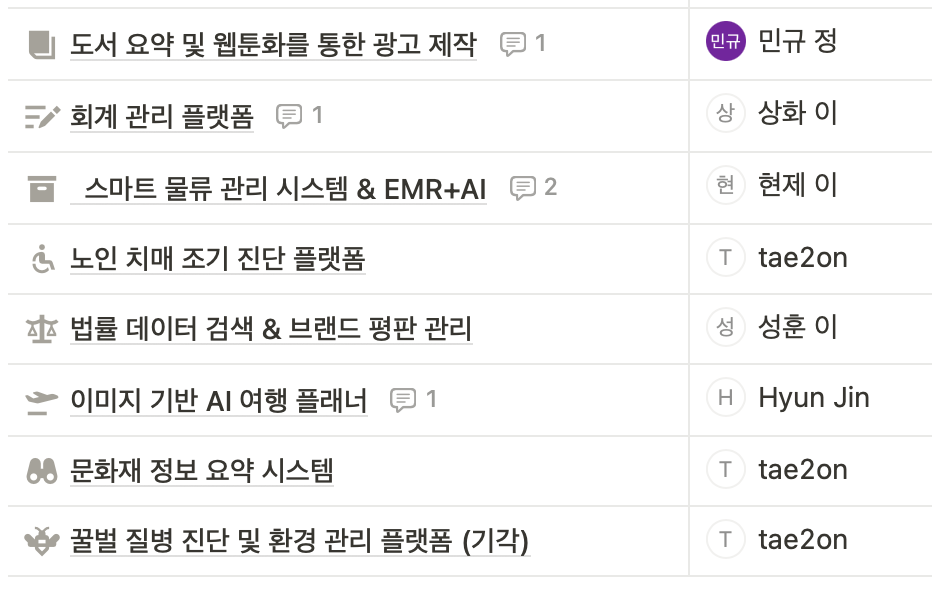 도서 요약 및 웹툰화를 통한 광고 제작 1 민규 민규 정
회계 관리 플랫폼 1 상 상화 이
스마트 물류 관리 시스템 & EMR+AI 2 현 현제 이
노인 치매 조기 진단 플랫폼 T tae2on
법률 데이터 검색 & 브랜드 평판 관리 성 성훈 이
이미지 기반 AI 여행 플래너 1 H Hyun Jin
문화재 정보 요약 시스템 T tae2on
꿀벌 질병 진단 및 환경 관리 플랫폼 (기각) T tae2on